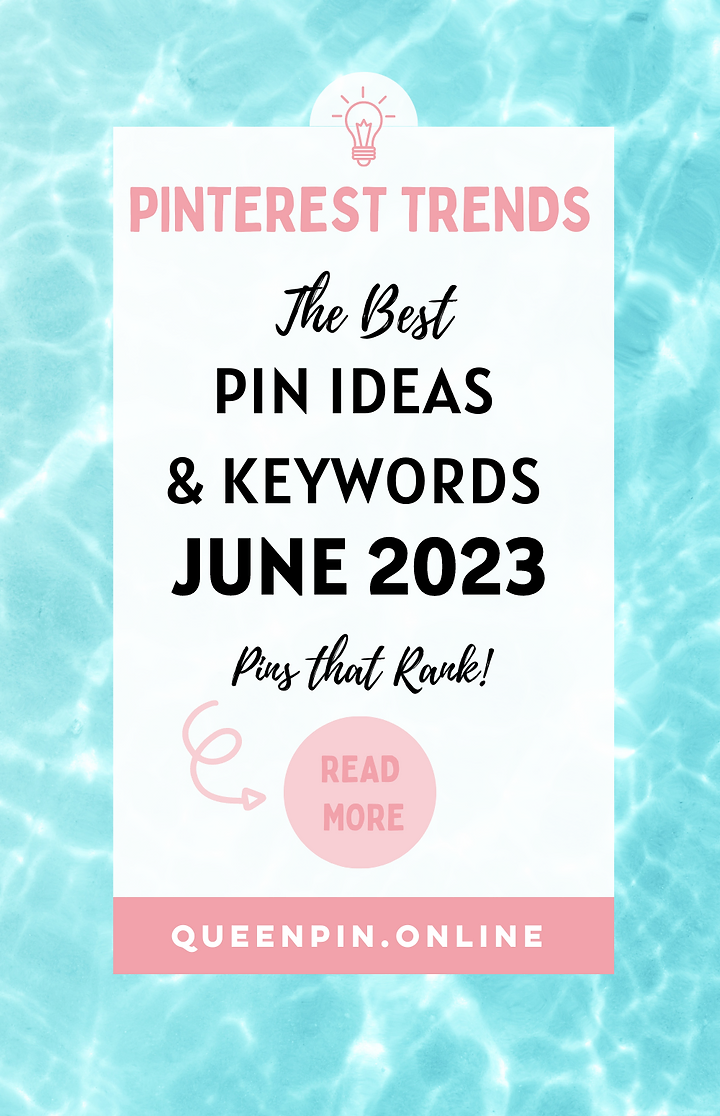 PINTEREST TRENDS
The Best
PIN IDEAS
& KEYWORDS
JUNE 2023
Pins that Rank!
READ
MORE
QUEENPIN.ONLINE